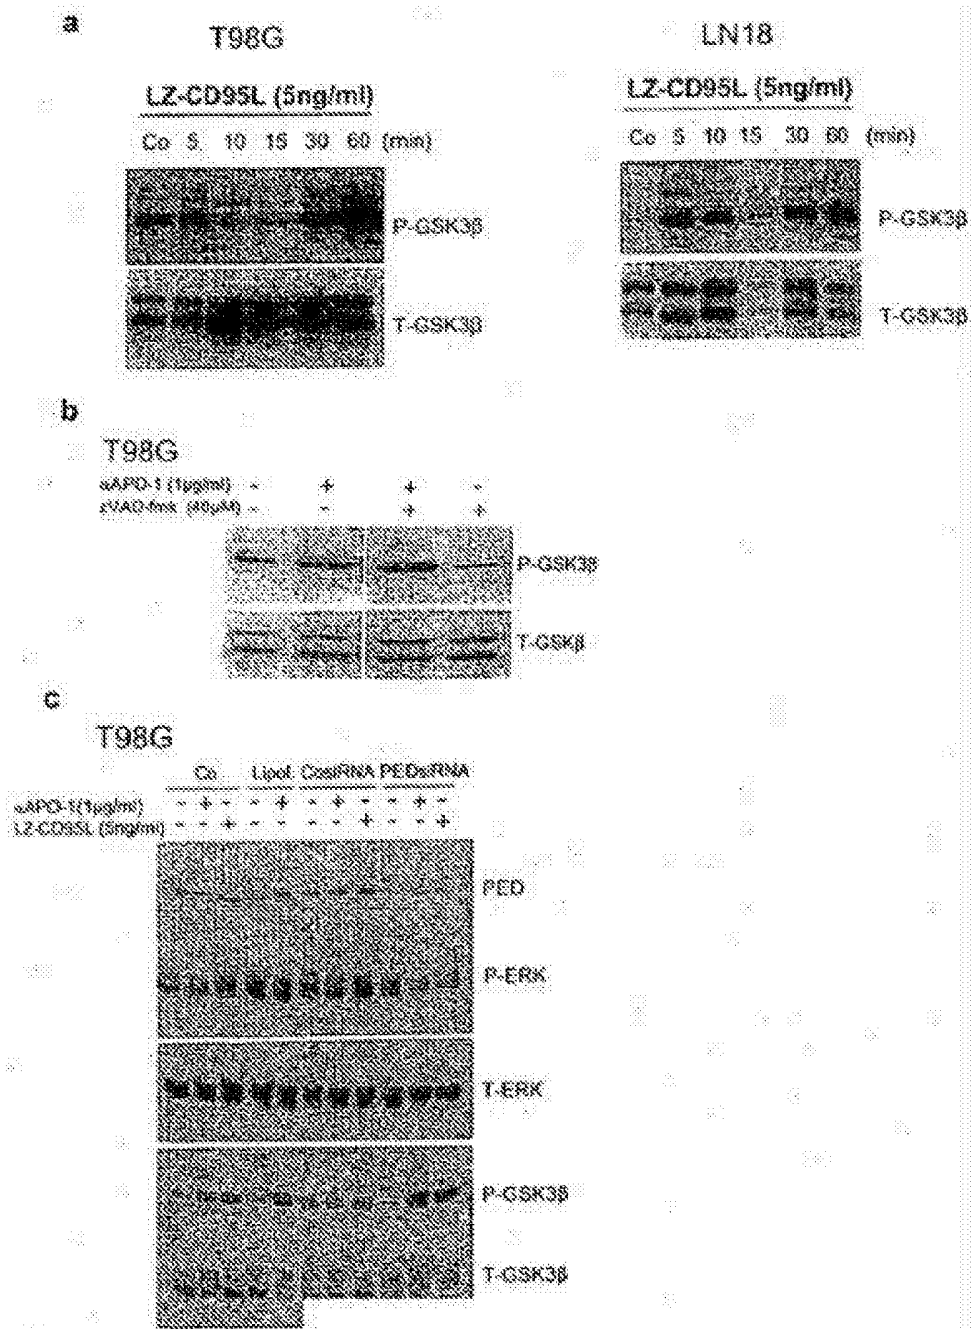 a
T98G
LZ-CD95L (5ng/ml)
Co 5 10 15 30 60 (min)
P-GSK3β
T-GSK3β
LN18
LZ-CD95L (5ng/ml)
Co 5 10 15 30 60 (min)
P-GSK3β
T-GSK3β
b
T98G
αAPO-1 (1µg/ml) - + + -
zVAD-fmk (40µM) - - + +
P-GSK3β
T-GSKβ
c
T98G
Co Lipof. CosiRNA PEDsiRNA
αAPO-1(1µg/ml) - + - - + - + - - + -
LZ-CD95L (5ng/ml) - - + - - - - + - - +
PED
P-ERK
T-ERK
P-GSK3β
T-GSK3β